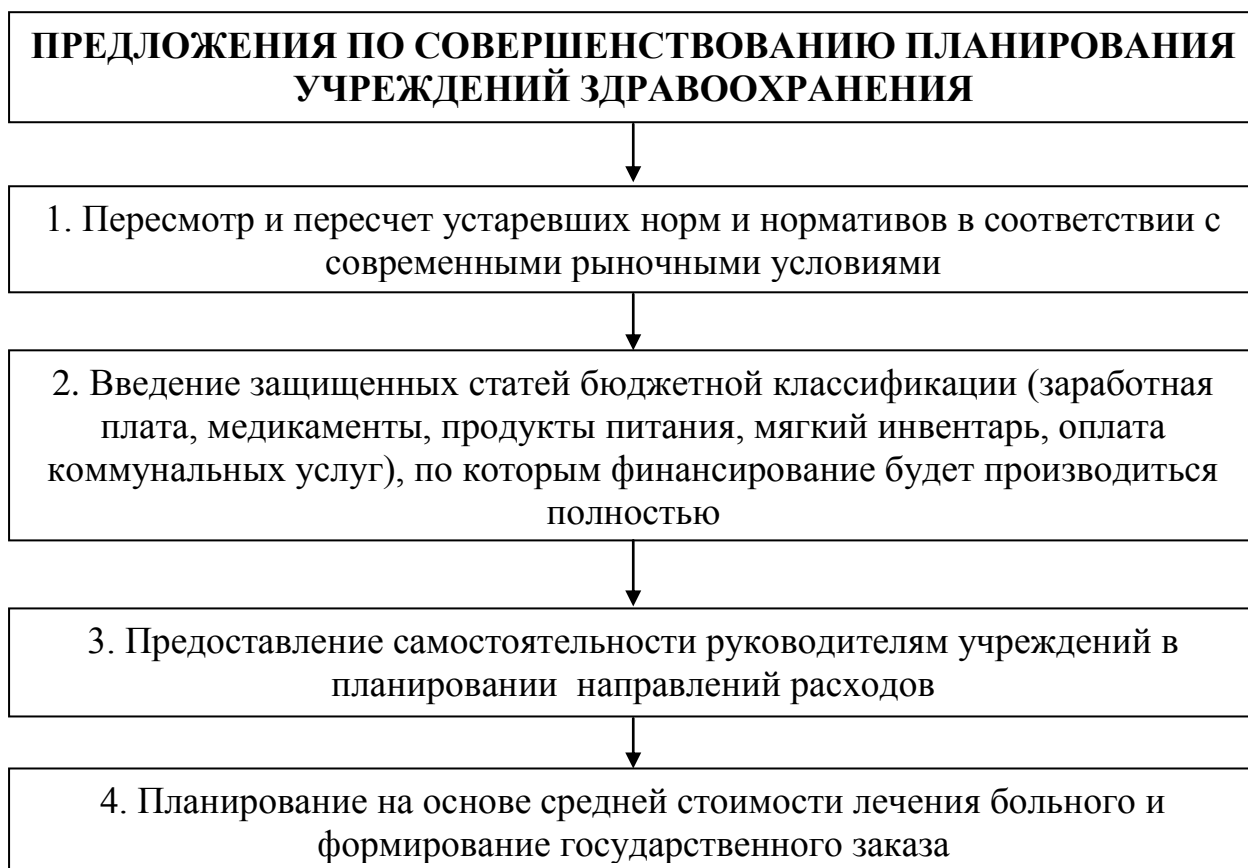 ПРЕДЛОЖЕНИЯ ПО СОВЕРШЕНСТВОВАНИЮ ПЛАНИРОВАНИЯ
УЧРЕЖДЕНИЙ ЗДРАВООХРАНЕНИЯ
1. Пересмотр и пересчет устаревших норм и нормативов в соответствии с
современными рыночными условиями
2. Введение защищенных статей бюджетной классификации (заработная
плата, медикаменты, продукты питания, мягкий инвентарь, оплата
коммунальных услуг), по которым финансирование будет производиться
полностью
3. Предоставление самостоятельности руководителям учреждений в
планировании направлений расходов
4. Планирование на основе средней стоимости лечения больного и
формирование государственного заказа